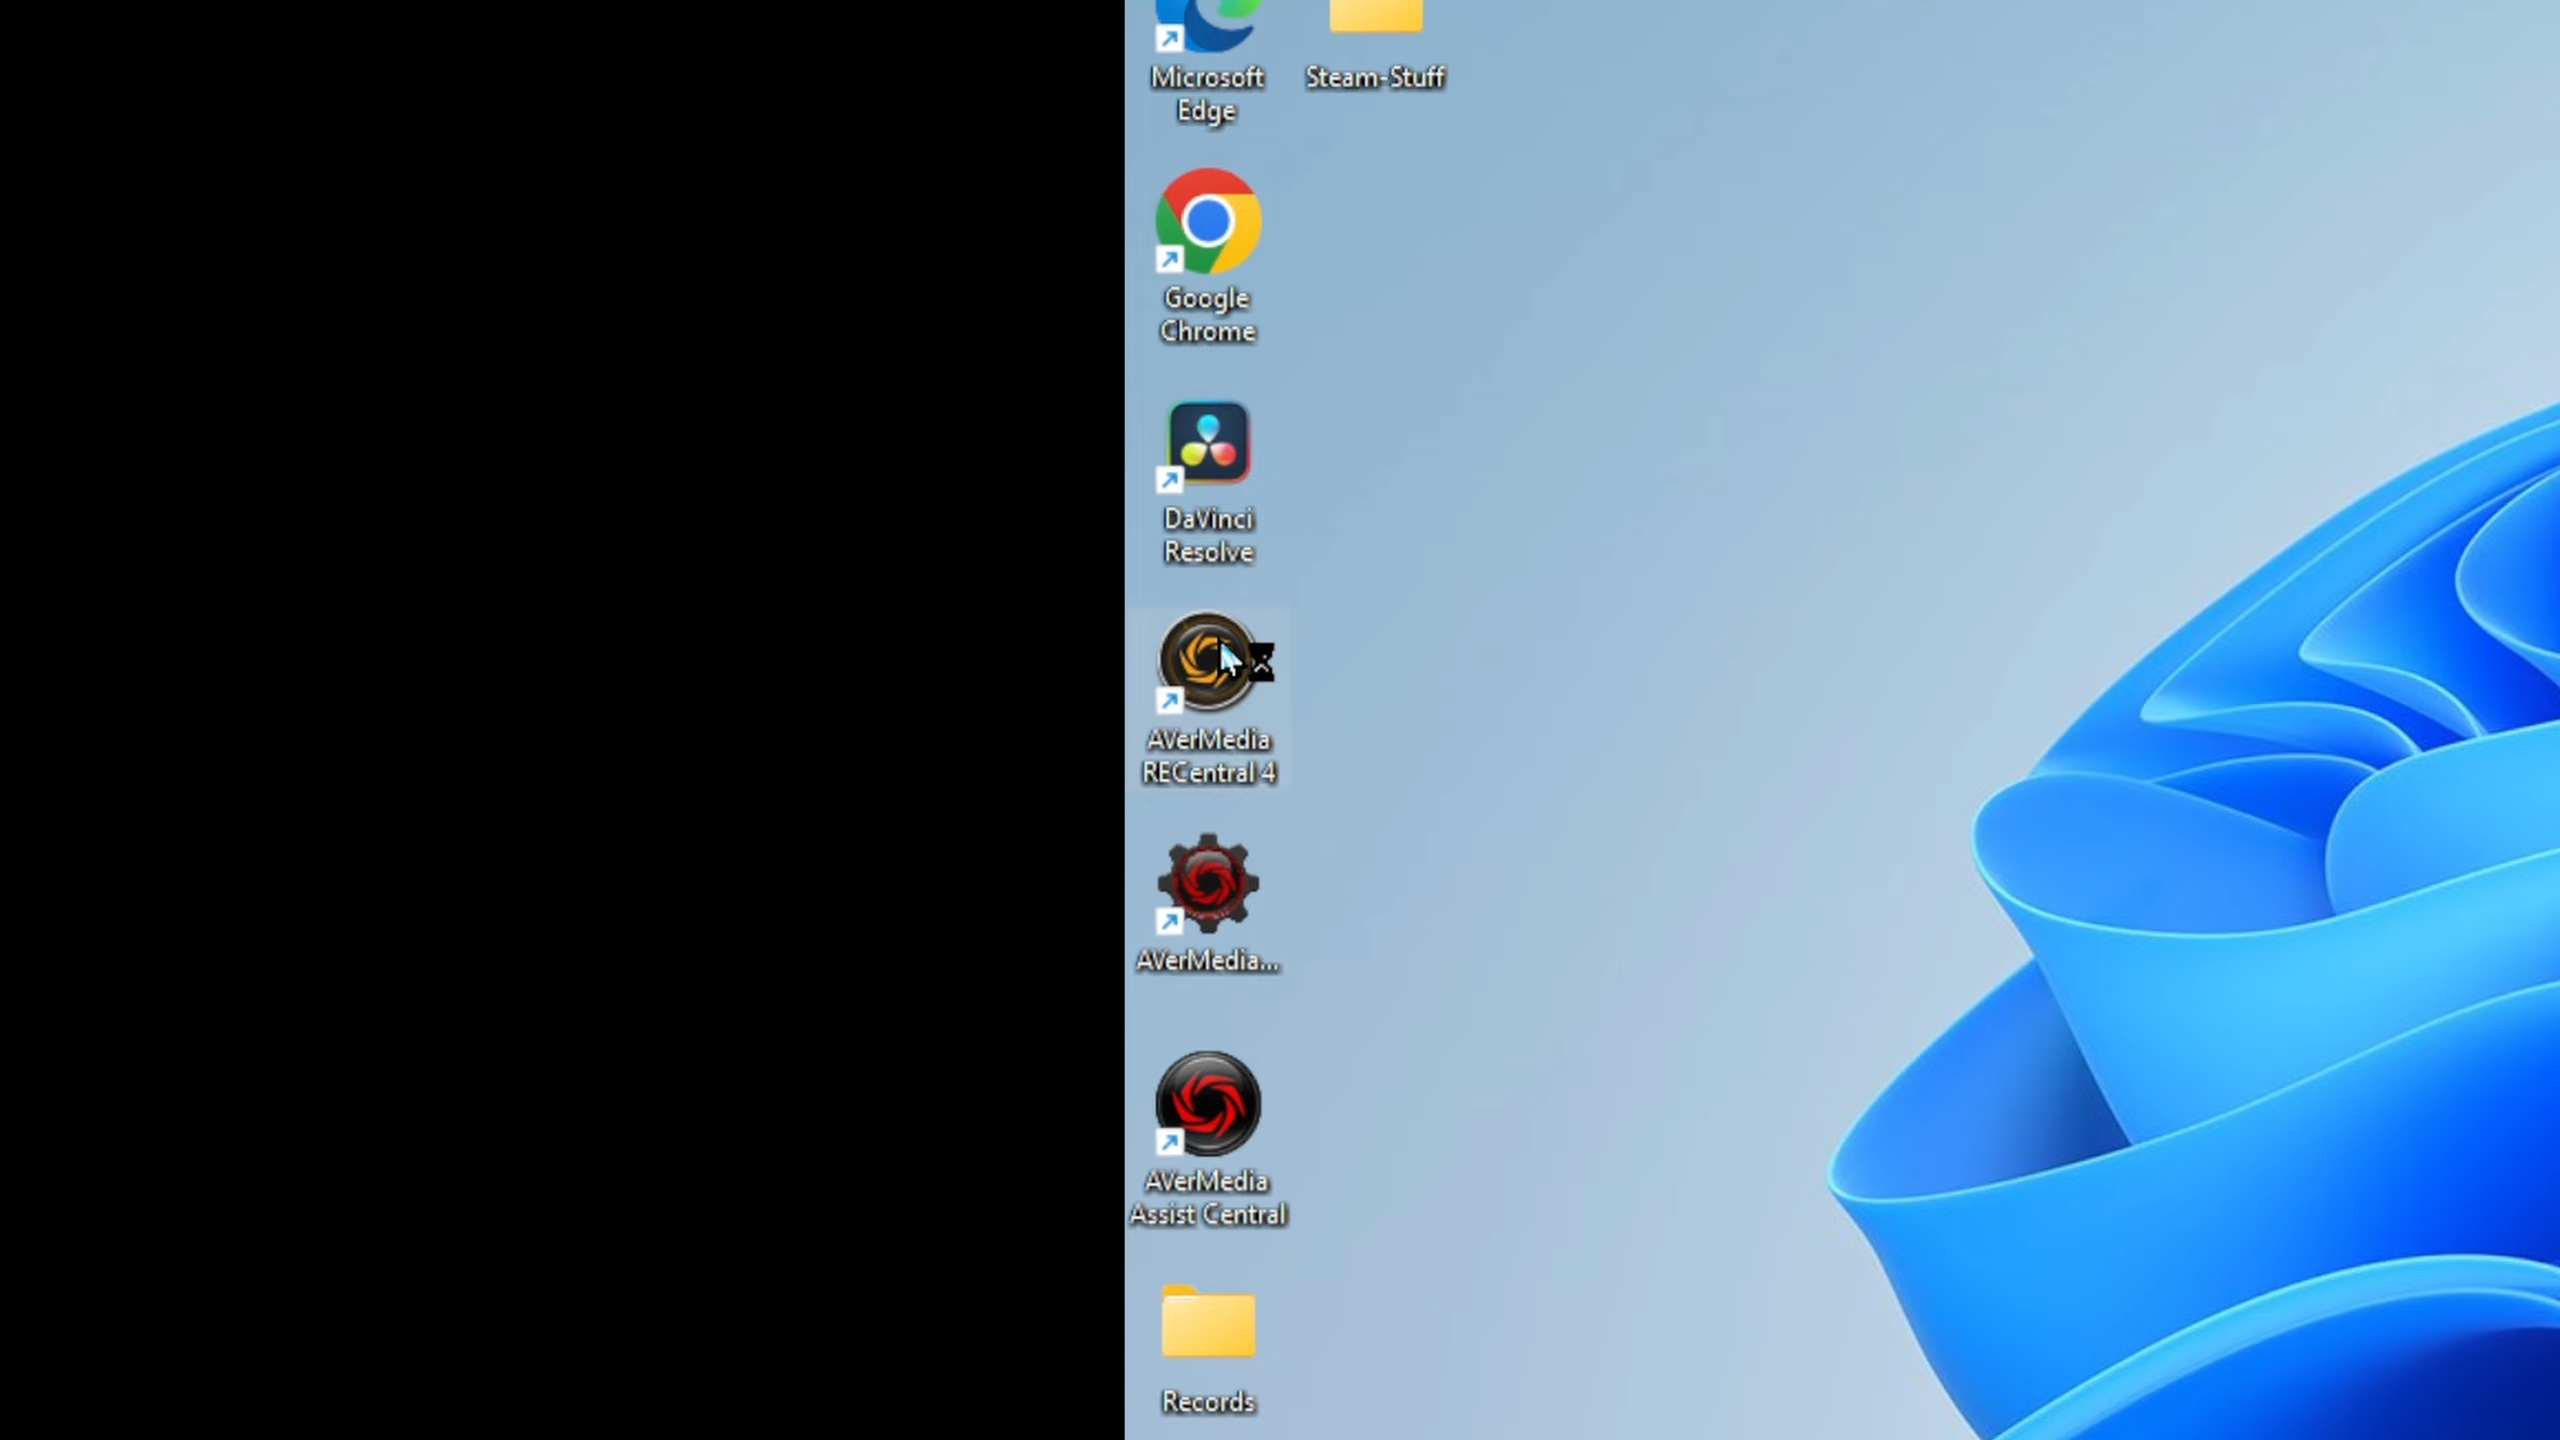 Microsoft
Edge
Steam-Stuff
Google
Chrome
DaVinci
Resolve
AVerMedia
RECentral 4
AVerMedia...
AVerMedia
Assist Central
Records